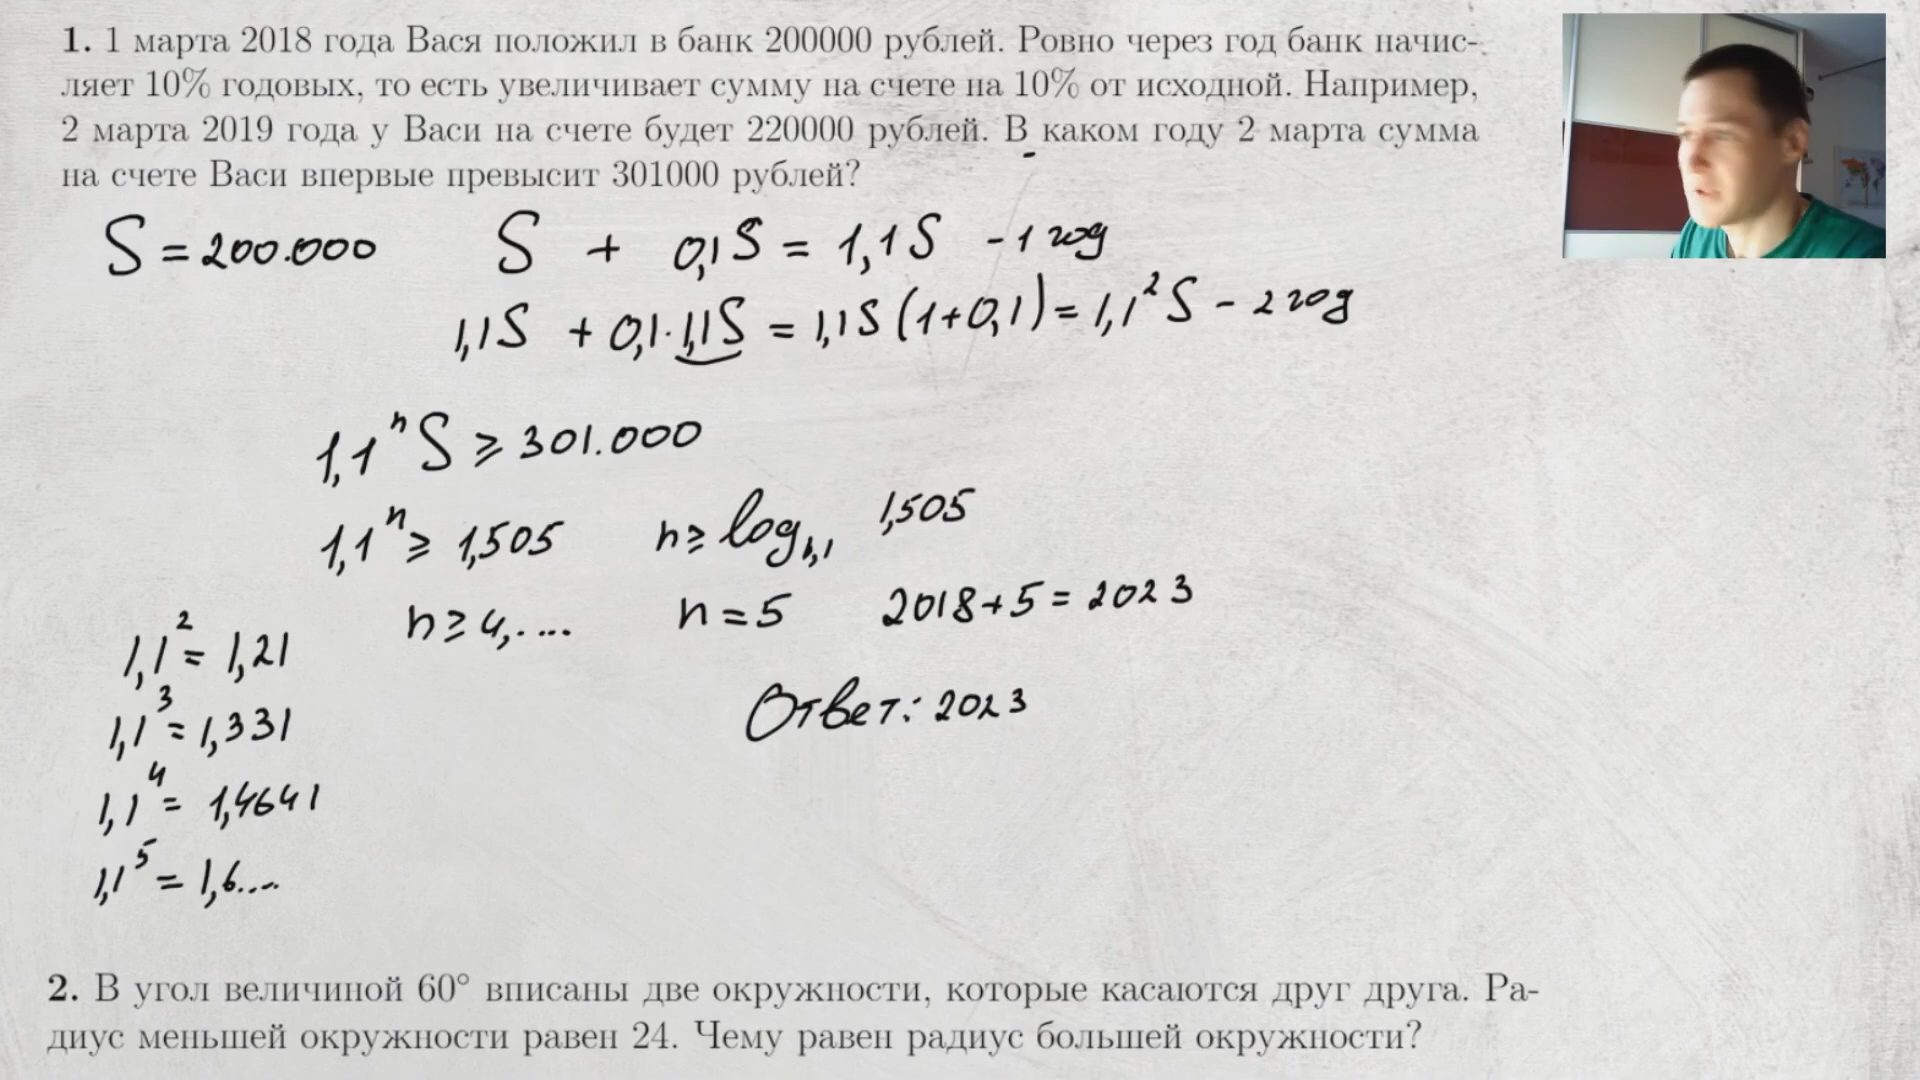 1. 1 марта 2018 года Вася положил в банк 200000 рублей. Ровно через год банк начис-
ляет 10% годовых, то есть увеличивает сумму на счете на 10% от исходной. Например,
2 марта 2019 года у Васи на счете будет 220000 рублей. В каком году 2 марта сумма
на счете Васи впервые превысит 301000 рублей?
S = 200.000 S + 0,1S = 1,1S - 1 год
1,1S + 0,1·1,1S = 1,1S(1+0,1) = 1,1²S - 2 год
1,1ⁿS ⩾ 301.000
1,1ⁿ ⩾ 1,505 n ⩾ log₁,₁ 1,505
n ⩾ 4,.... n = 5 2018+5 = 2023
1,1² = 1,21
Ответ: 2023
1,1³ = 1,331
1,1⁴ = 1,4641
1,1⁵ = 1,6....
2. В угол величиной 60° вписаны две окружности, которые касаются друг друга. Ра-
диус меньшей окружности равен 24. Чему равен радиус большей окружности?